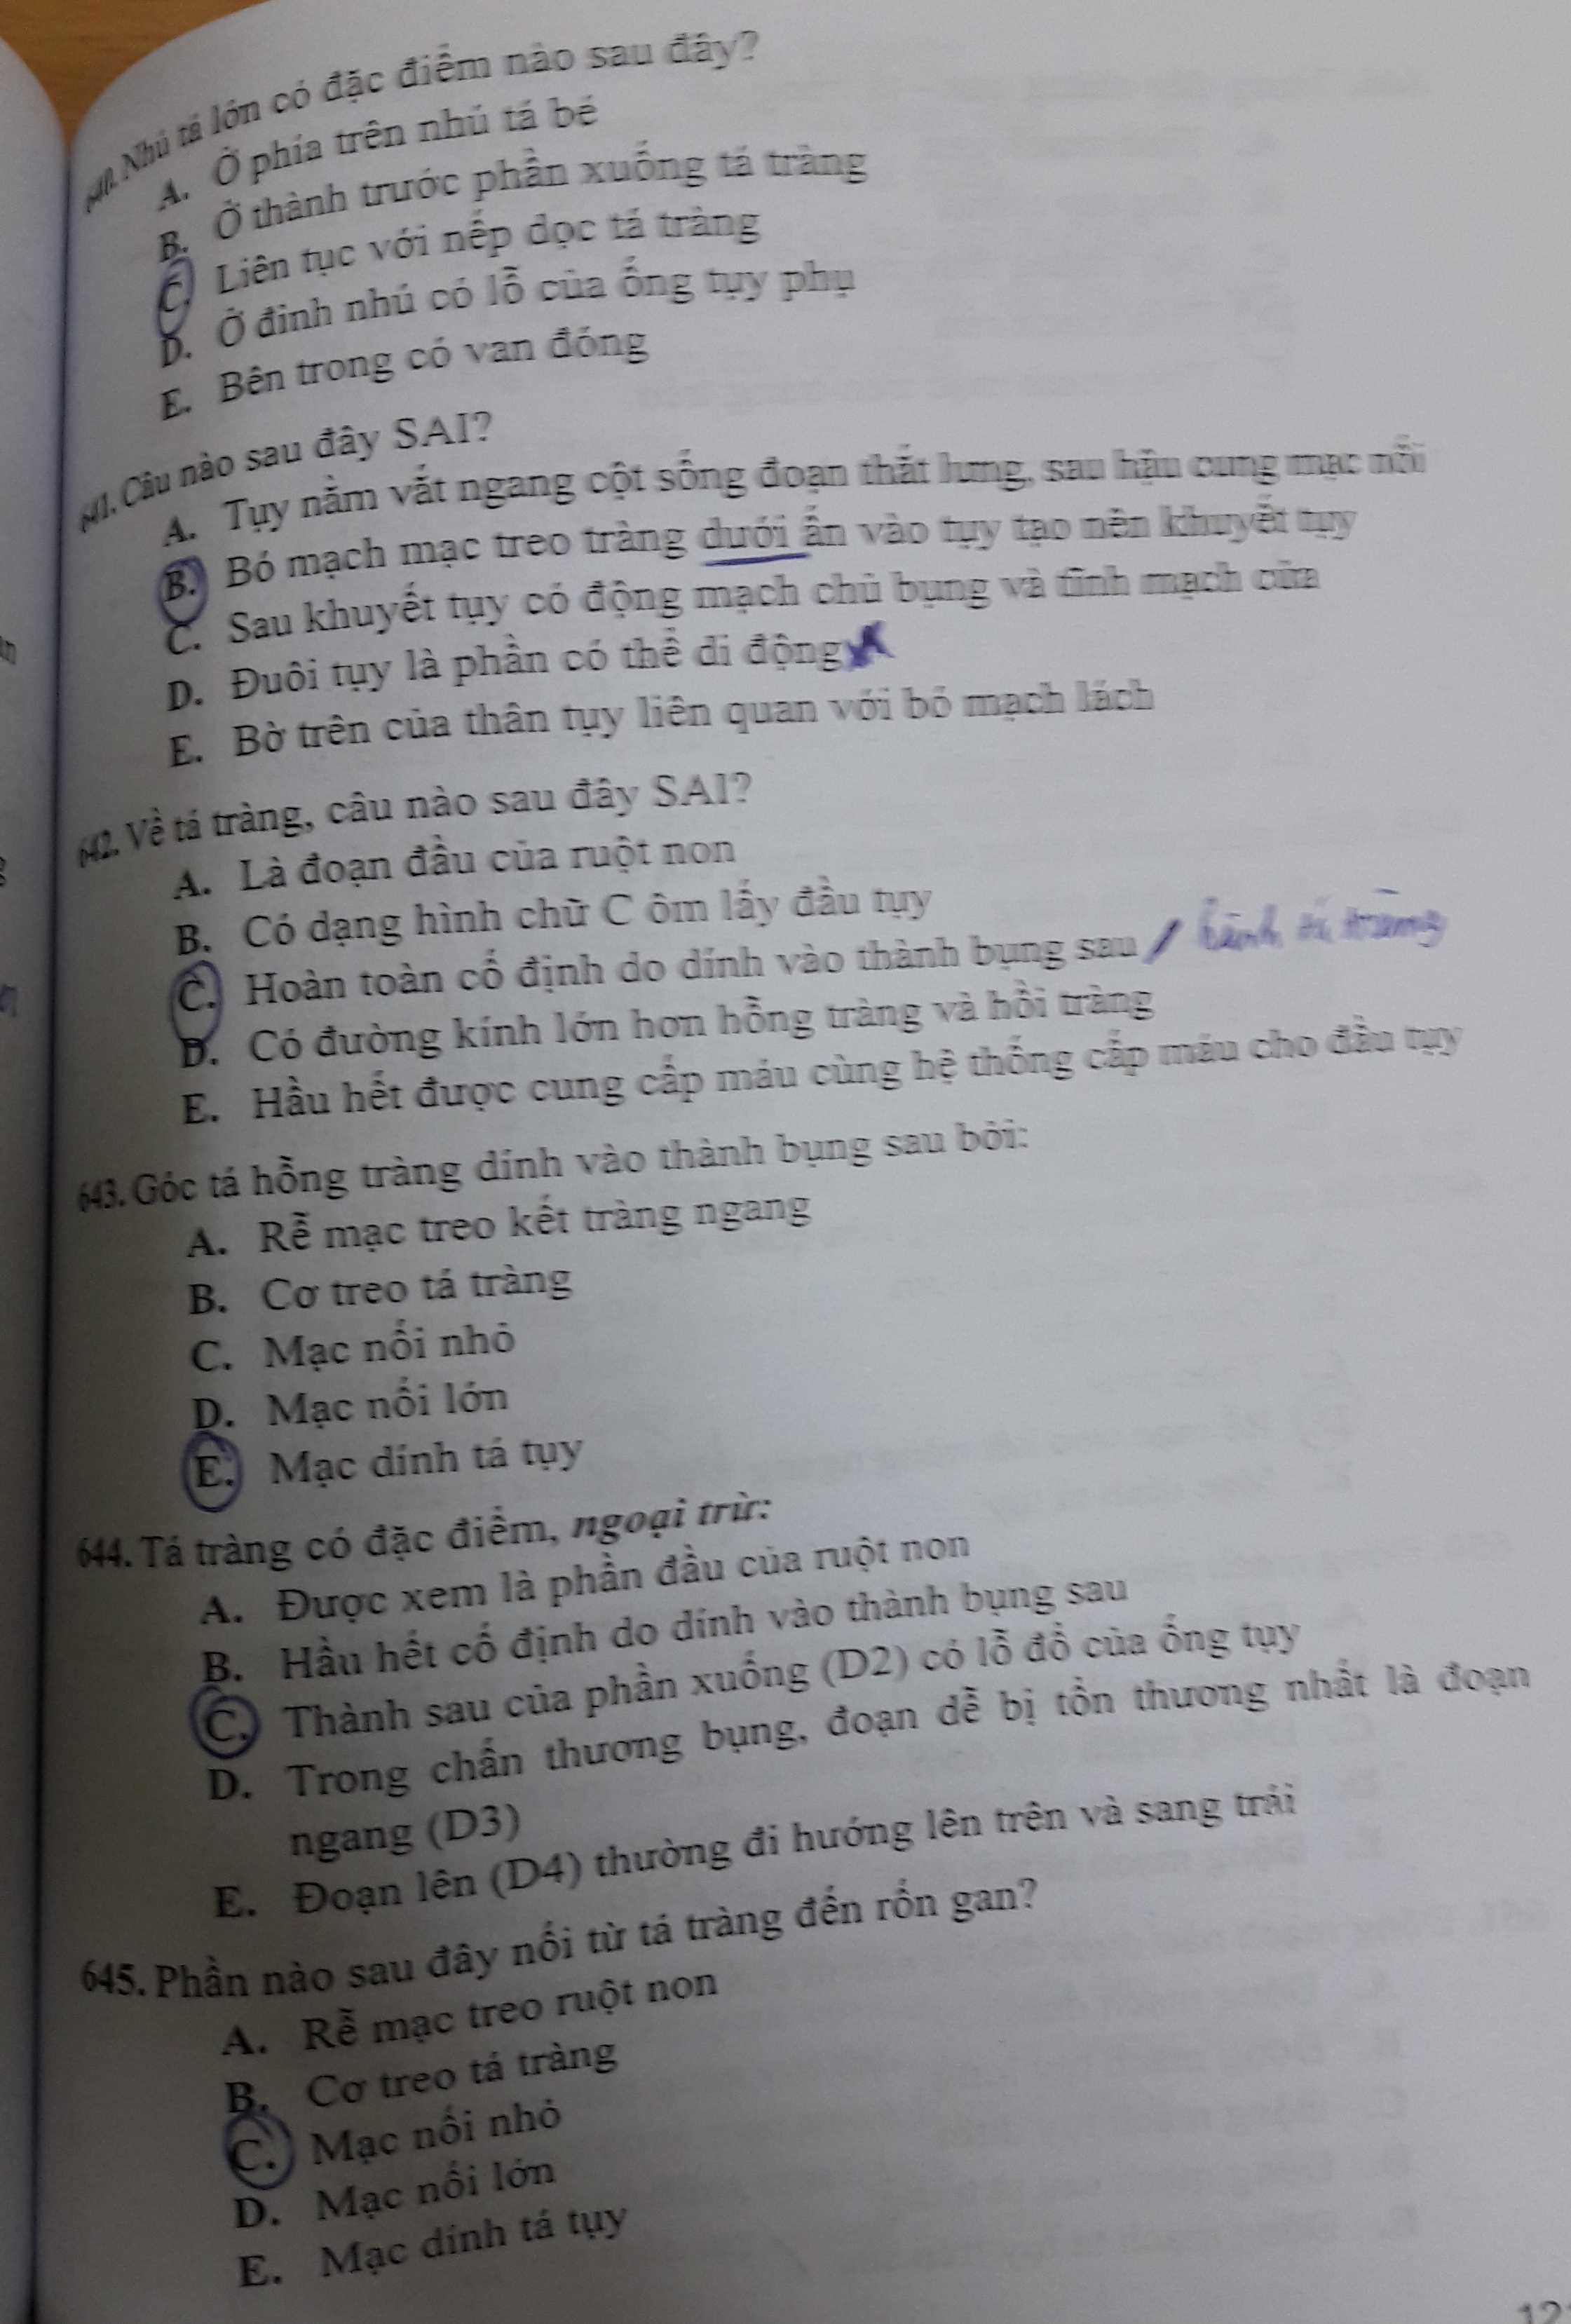 640. Nhú tá lớn có đặc điểm nào sau đây?
A. Ở phía trên nhú tá bé
B. Ở thành trước phần xuống tá tràng
C. Liên tục với nếp dọc tá tràng
D. Ở đỉnh nhú có lỗ của ống tụy phụ
E. Bên trong có van đóng
641. Câu nào sau đây SAI?
A. Tụy nằm vắt ngang cột sống đoạn thắt lưng, sau hậu cung mạc nối
B. Bó mạch mạc treo tràng dưới ấn vào tụy tạo nên khuyết tụy
C. Sau khuyết tụy có động mạch chủ bụng và tĩnh mạch cửa
D. Đuôi tụy là phần có thể di động
E. Bờ trên của thân tụy liên quan với bó mạch lách
642. Về tá tràng, câu nào sau đây SAI?
A. Là đoạn đầu của ruột non
B. Có dạng hình chữ C ôm lấy đầu tụy
C. Hoàn toàn cố định do dính vào thành bụng sau / hành tá tràng
D. Có đường kính lớn hơn hỗng tràng và hồi tràng
E. Hầu hết được cung cấp máu cùng hệ thống cấp máu cho đầu tụy
643. Góc tá hỗng tràng dính vào thành bụng sau bởi:
A. Rễ mạc treo kết tràng ngang
B. Cơ treo tá tràng
C. Mạc nối nhỏ
D. Mạc nối lớn
E. Mạc dính tá tụy
644. Tá tràng có đặc điểm, ngoại trừ:
A. Được xem là phần đầu của ruột non
B. Hầu hết cố định do dính vào thành bụng sau
C. Thành sau của phần xuống (D2) có lỗ đổ của ống tụy
D. Trong chấn thương bụng, đoạn dễ bị tổn thương nhất là đoạn
ngang (D3)
E. Đoạn lên (D4) thường đi hướng lên trên và sang trái
645. Phần nào sau đây nối từ tá tràng đến rốn gan?
A. Rễ mạc treo ruột non
B. Cơ treo tá tràng
C. Mạc nối nhỏ
D. Mạc nối lớn
E. Mạc dính tá tụy